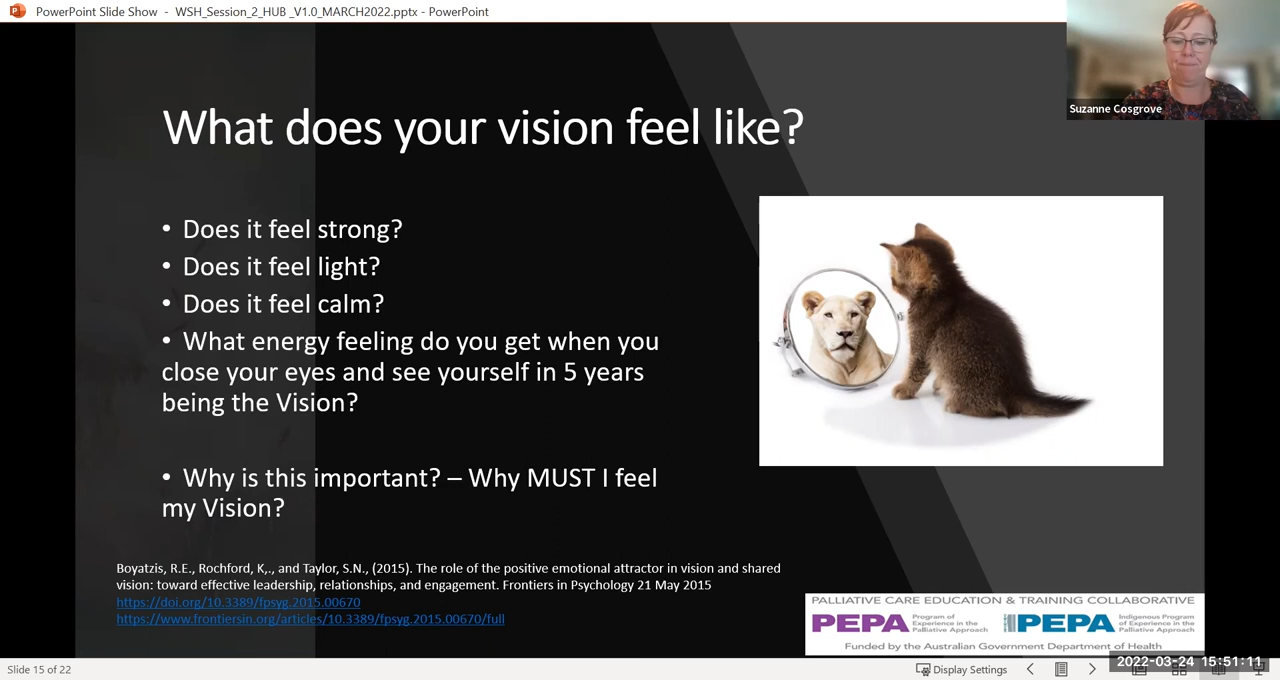 PowerPoint Slide Show - WSH_Session_2_HUB _V1.0_MARCH2022.pptx - PowerPoint
Suzanne Cosgrove
What does your vision feel like?
• Does it feel strong?
• Does it feel light?
• Does it feel calm?
• What energy feeling do you get when you
close your eyes and see yourself in 5 years
being the Vision?
• Why is this important? – Why MUST I feel
my Vision?
Boyatzis, R.E., Rochford, K,., and Taylor, S.N., (2015). The role of the positive emotional attractor in vision and shared
vision: toward effective leadership, relationships, and engagement. Frontiers in Psychology 21 May 2015
https://doi.org/10.3389/fpsyg.2015.00670
https://www.frontiersin.org/articles/10.3389/fpsyg.2015.00670/full
PALLIATIVE CARE EDUCATION & TRAINING COLLABORATIVE
PEPA Program of Experience in the Palliative Approach
IPEPA Indigenous Program of Experience in the Palliative Approach
Funded by the Australian Government Department of Health
Slide 15 of 22
Display Settings
2022-03-24 15:51:11